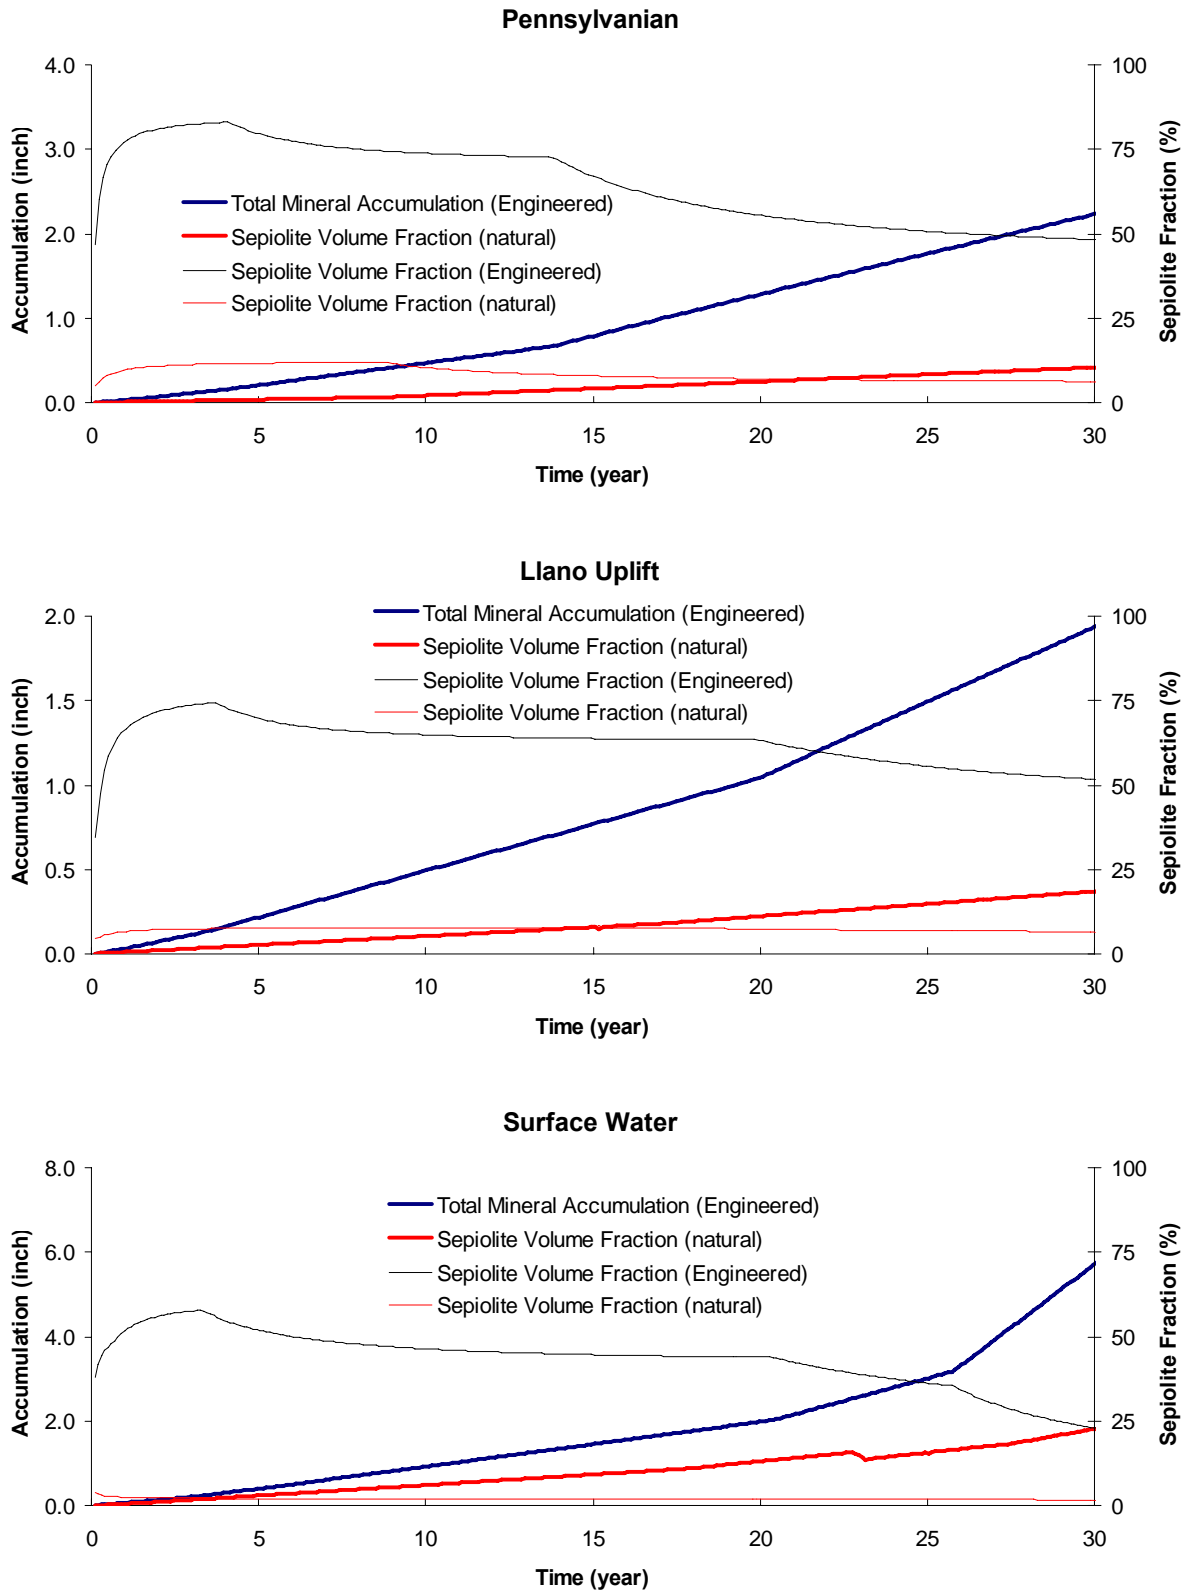 Pennsylvanian
4.0
3.0
2.0
1.0
0.0
Accumulation (inch)
Total Mineral Accumulation (Engineered)
Sepiolite Volume Fraction (natural)
Sepiolite Volume Fraction (Engineered)
Sepiolite Volume Fraction (natural)
100
75
50
25
0
Sepiolite Fraction (%)
0 5 10 15 20 25 30
Time (year)
Llano Uplift
2.0
1.5
1.0
0.5
0.0
Accumulation (inch)
Total Mineral Accumulation (Engineered)
Sepiolite Volume Fraction (natural)
Sepiolite Volume Fraction (Engineered)
Sepiolite Volume Fraction (natural)
100
75
50
25
0
Sepiolite Fraction (%)
0 5 10 15 20 25 30
Time (year)
Surface Water
8.0
6.0
4.0
2.0
0.0
Accumulation (inch)
Total Mineral Accumulation (Engineered)
Sepiolite Volume Fraction (natural)
Sepiolite Volume Fraction (Engineered)
Sepiolite Volume Fraction (natural)
100
75
50
25
0
Sepiolite Fraction (%)
0 5 10 15 20 25 30
Time (year)